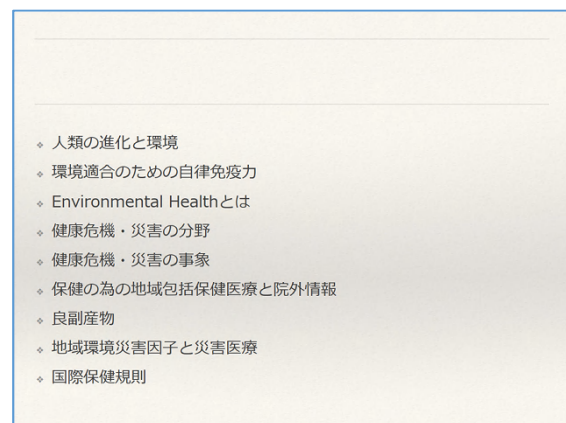 人類の進化と環境
環境適合のための自律免疫力
Environmental Healthとは
健康危機・災害の分野
健康危機・災害の事象
保健の為の地域包括保健医療と院外情報
良副産物
地域環境災害因子と災害医療
国際保健規則